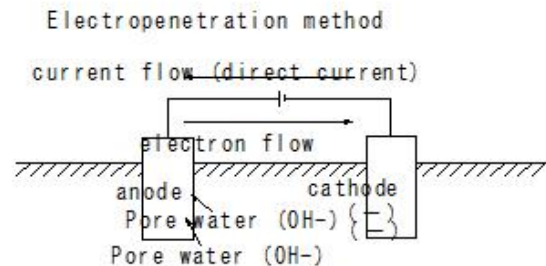 Electropenetration method
current flow (direct current)
electron flow
anode
cathode
Pore water (OH-)
Pore water (OH-)